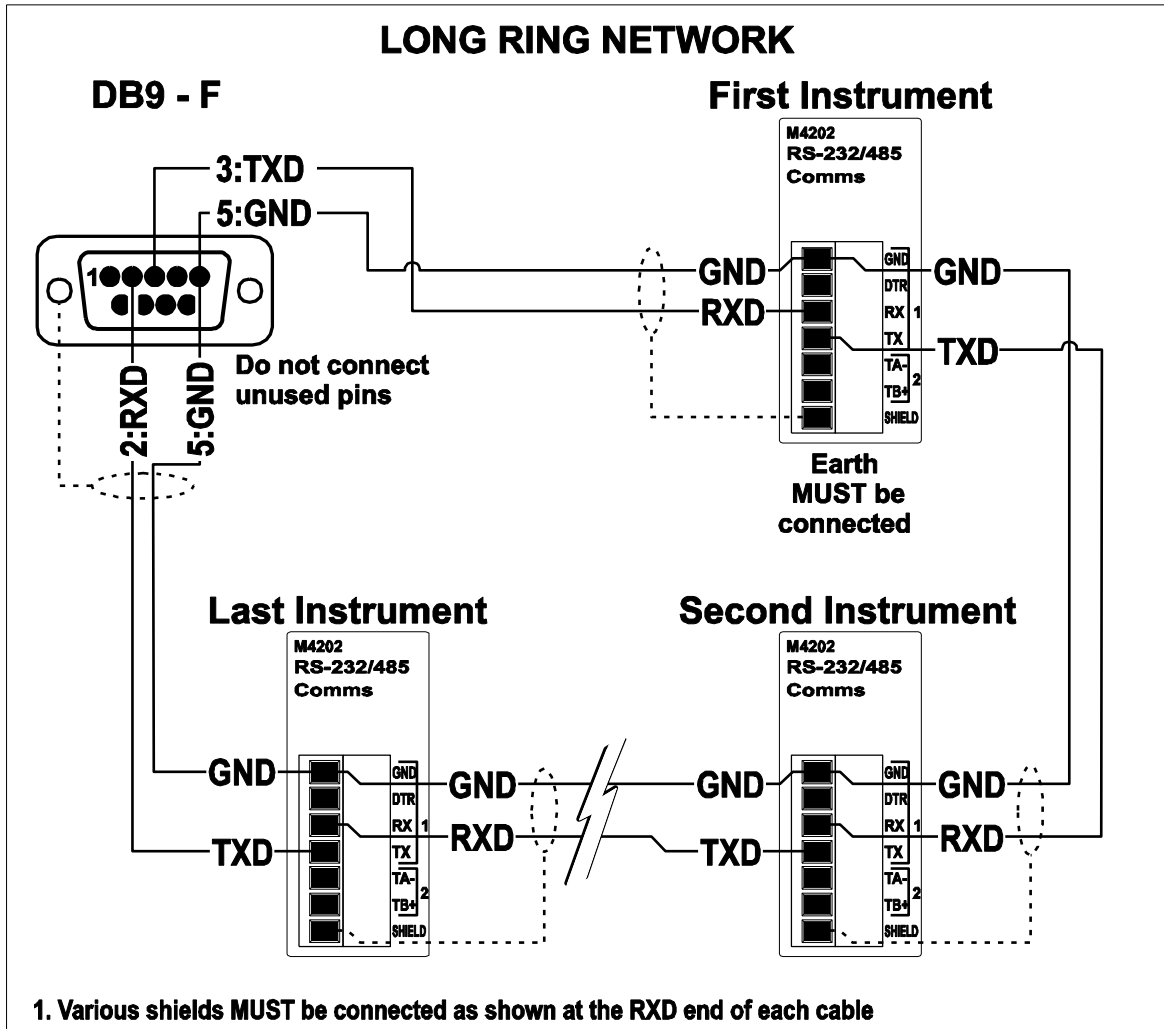 LONG RING NETWORK
DB9 - F
First Instrument
M4202
RS-232/485
Comms
3:TXD
5:GND
1
GND
RXD
GND
DTR
RX 1
TX
TA-
TB+ 2
SHIELD
GND
TXD
Do not connect
unused pins
2:RXD
5:GND
Earth
MUST be
connected
Last Instrument
M4202
RS-232/485
Comms
GND
TXD
GND
DTR
RX 1
TX
TA-
TB+ 2
SHIELD
GND
RXD
Second Instrument
M4202
RS-232/485
Comms
GND
TXD
GND
DTR
RX 1
TX
TA-
TB+ 2
SHIELD
GND
RXD
1. Various shields MUST be connected as shown at the RXD end of each cable